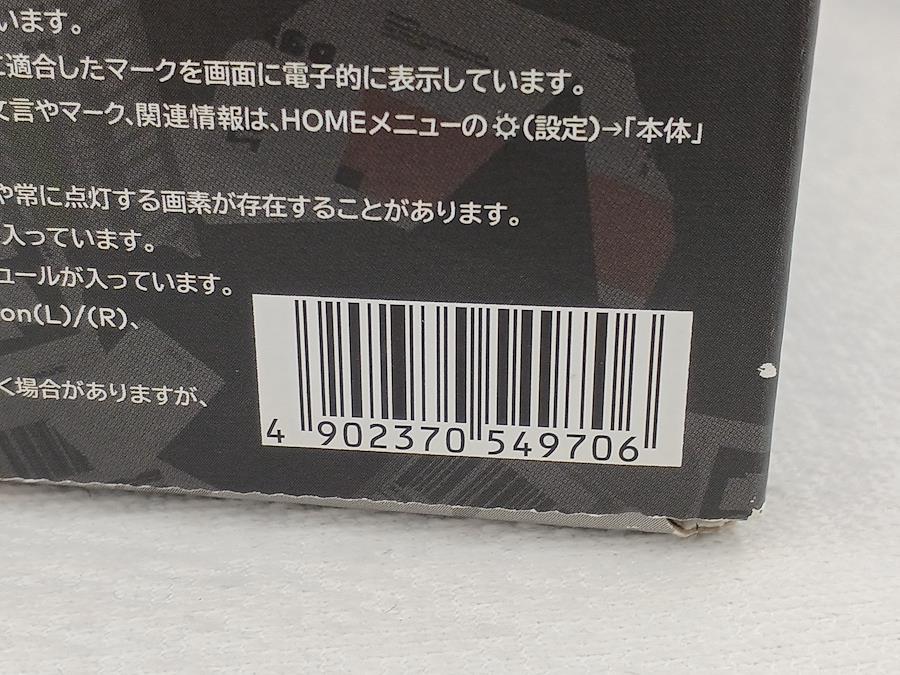 います。
に適合したマークを画面に電子的に表示しています。
文言やマーク、関連情報は、HOMEメニューの(設定)→「本体」
や常に点灯する画素が存在することがあります。
入っています。
ュールが入っています。
on(L)/(R)、
く場合がありますが、
4 902370 549706